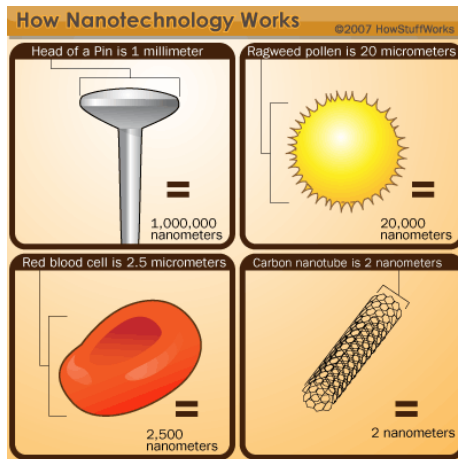 How Nanotechnology Works
©2007 HowStuffWorks
Head of a Pin is 1 millimeter
=
1,000,000
nanometers
Ragweed pollen is 20 micrometers
=
20,000
nanometers
Red blood cell is 2.5 micrometers
=
2,500
nanometers
Carbon nanotube is 2 nanometers
=
2 nanometers